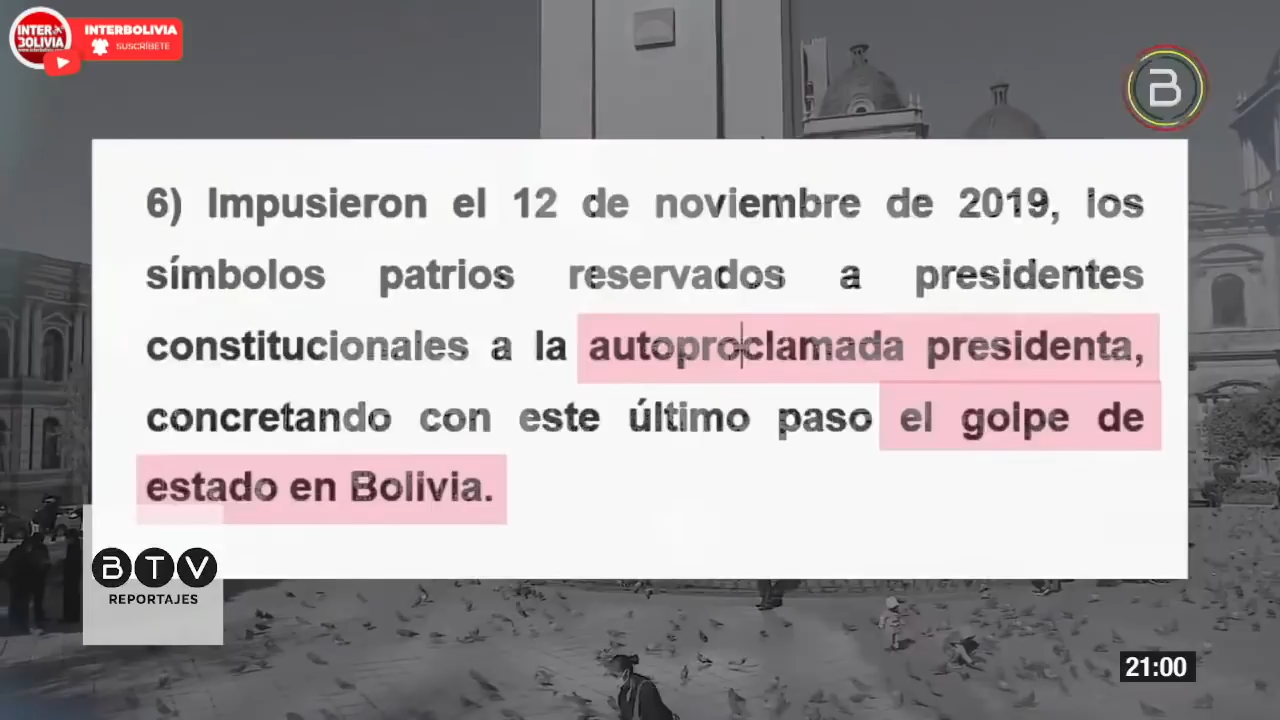 INTER
BOLIVIA
INTERBOLIVIA
SUSCRÍBETE
B
6) Impusieron el 12 de noviembre de 2019, los
símbolos patrios reservados a presidentes
constitucionales a la autoproclamada presidenta,
concretando con este último paso el golpe de
estado en Bolivia.
BTV
REPORTAJES
21:00